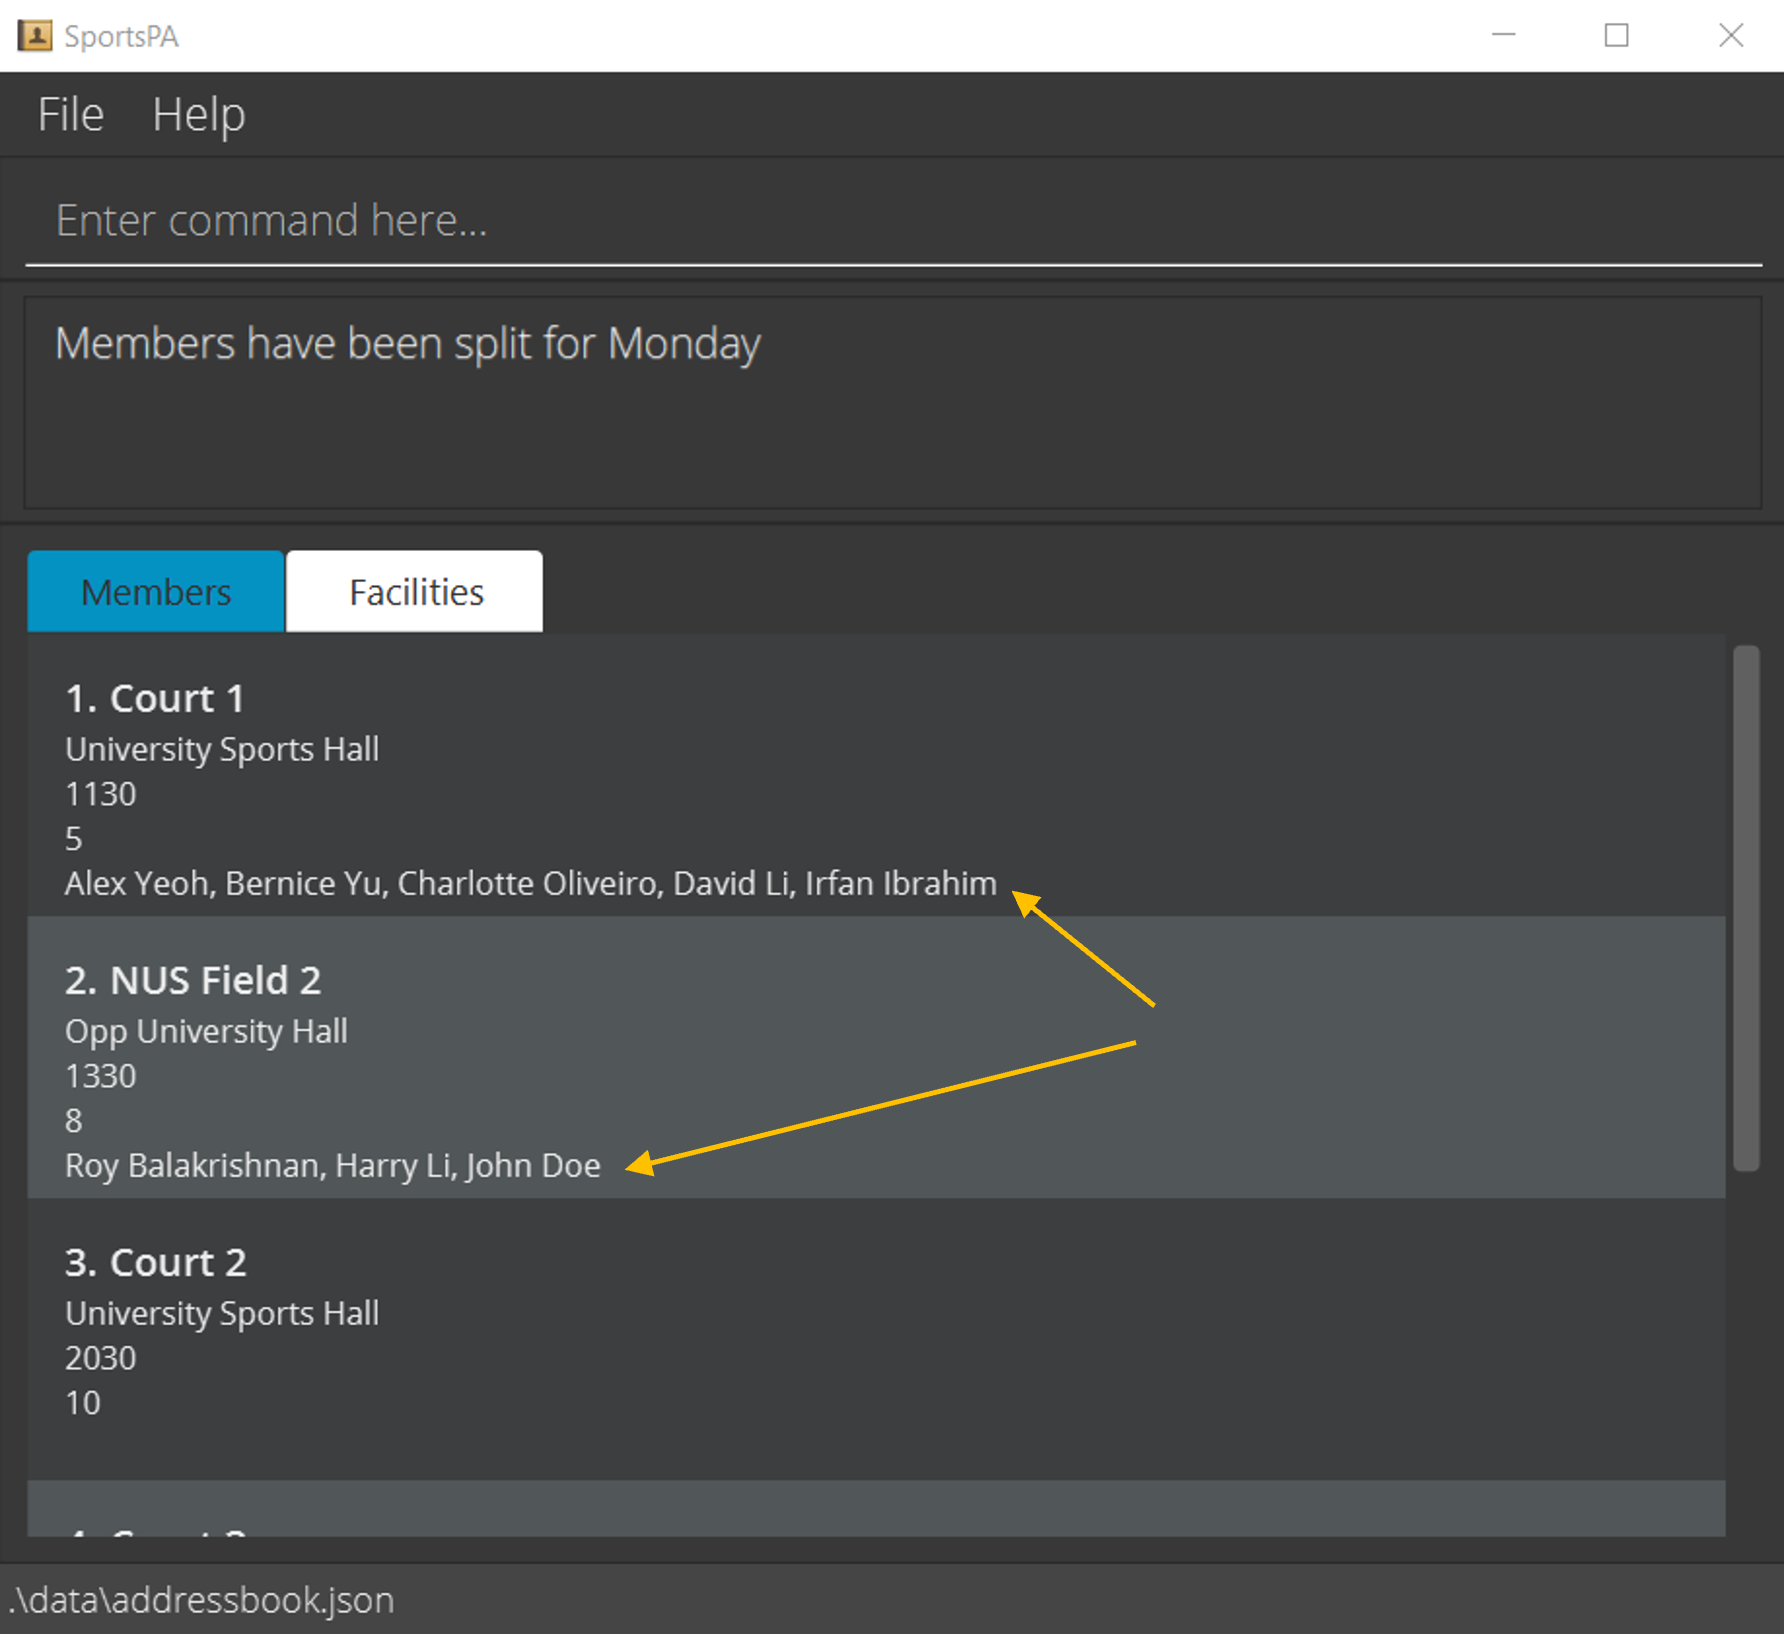 SportsPA
File Help
Enter command here...
Members have been split for Monday
Members Facilities
1. Court 1
University Sports Hall
1130
5
Alex Yeoh, Bernice Yu, Charlotte Oliveiro, David Li, Irfan Ibrahim
2. NUS Field 2
Opp University Hall
1330
8
Roy Balakrishnan, Harry Li, John Doe
3. Court 2
University Sports Hall
2030
10
.\data\addressbook.json